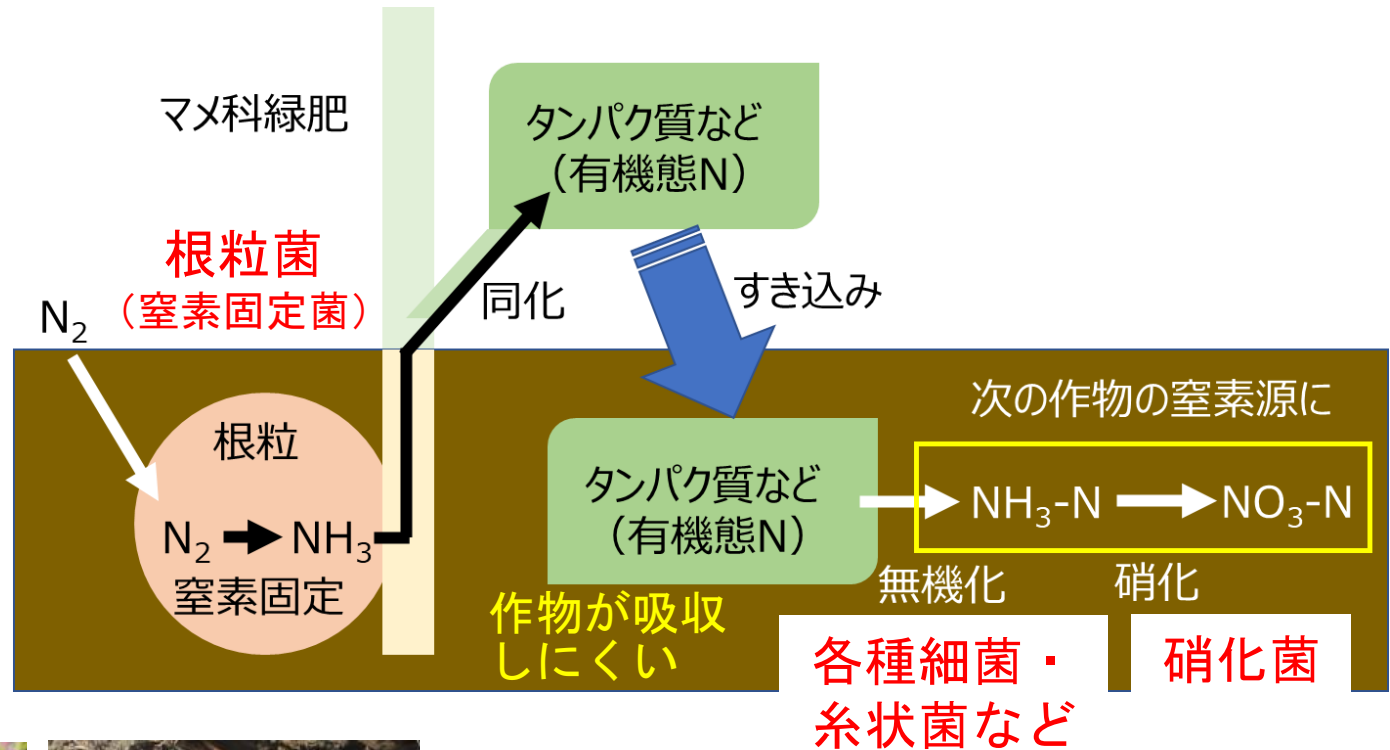 マメ科緑肥
タンパク質など
（有機態N）
根粒菌
（窒素固定菌）
N₂
同化
すき込み
根粒
N₂ NH₃
窒素固定
タンパク質など
（有機態N）
作物が吸収
しにくい
次の作物の窒素源に
NH₃-N NO₃-N
無機化
硝化
各種細菌・
糸状菌など
硝化菌